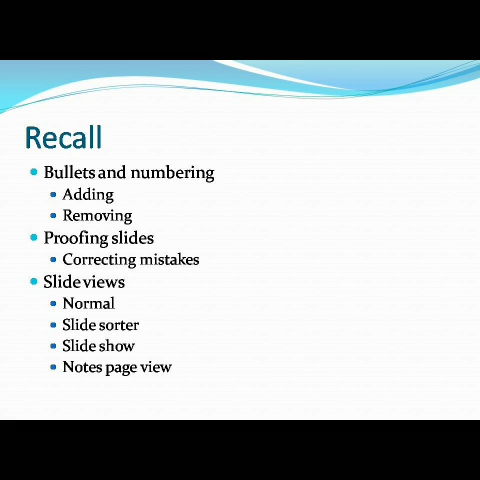 Recall
Bullets and numbering
Adding
Removing
Proofing slides
Correcting mistakes
Slide views
Normal
Slide sorter
Slide show
Notes page view